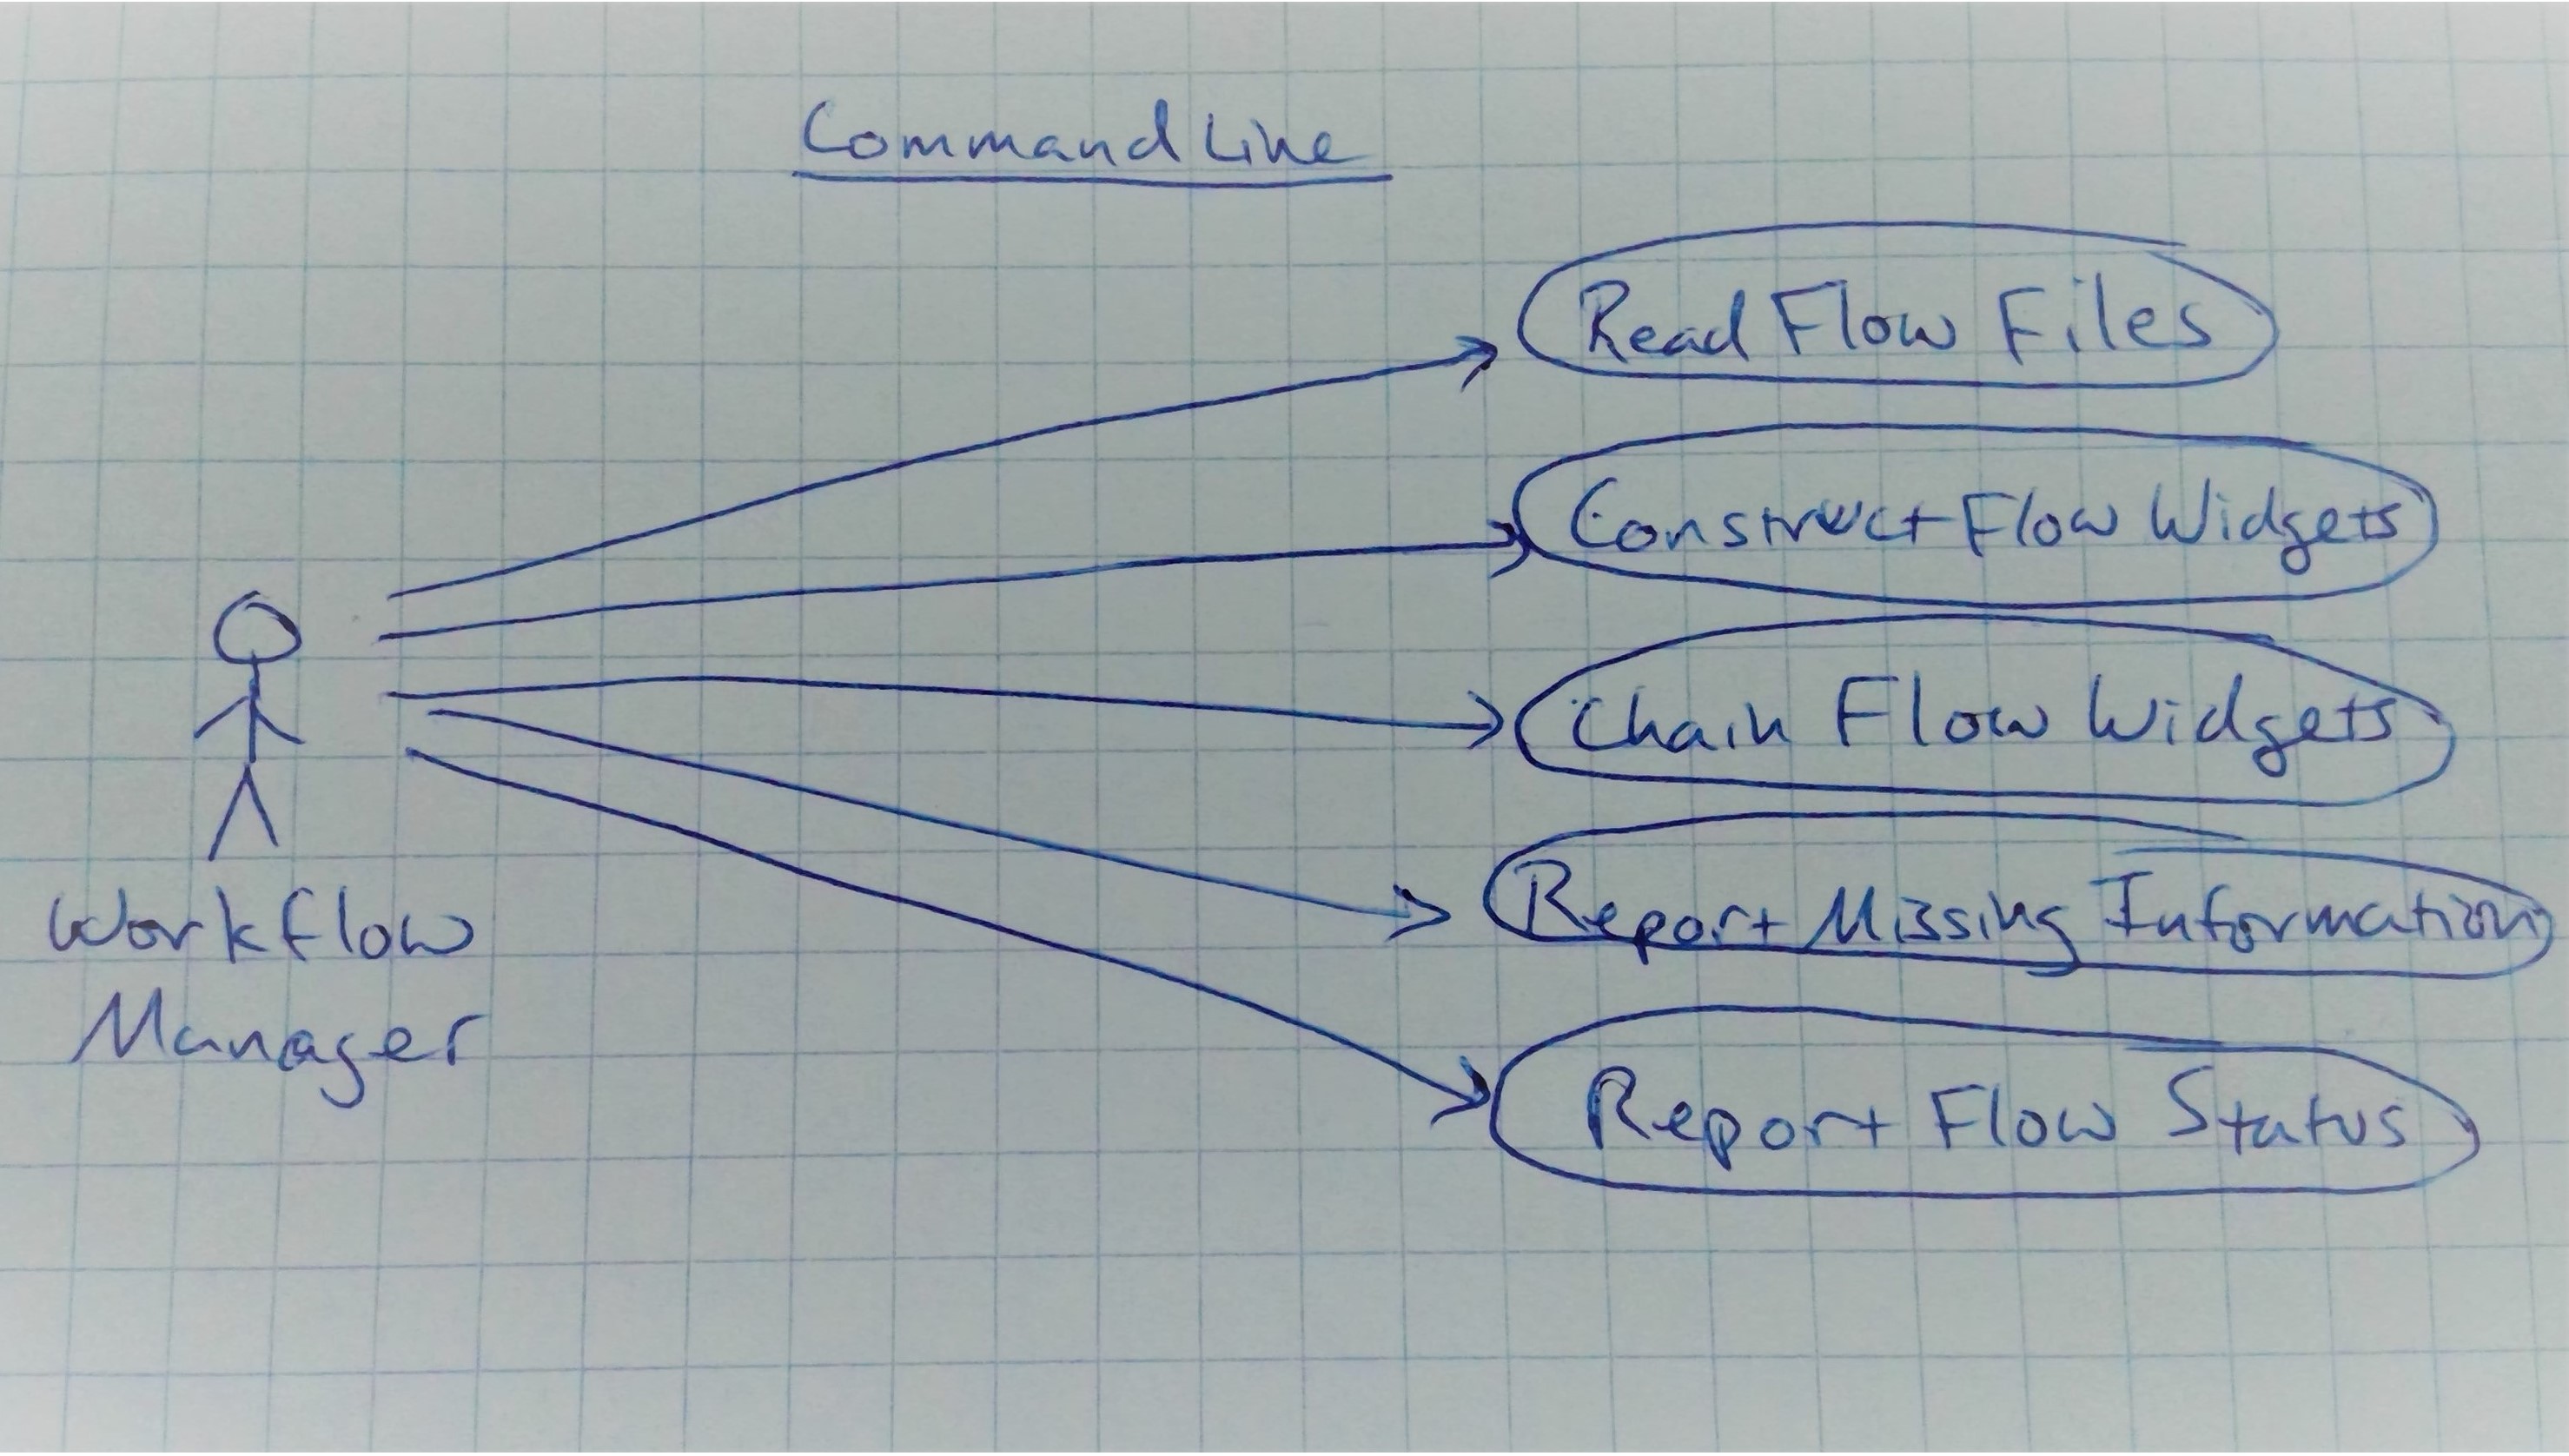 Command Line
Read Flow Files
Construct Flow Widgets
Chain Flow Widgets
Report Missing Information
Report Flow Status
Workflow
Manager